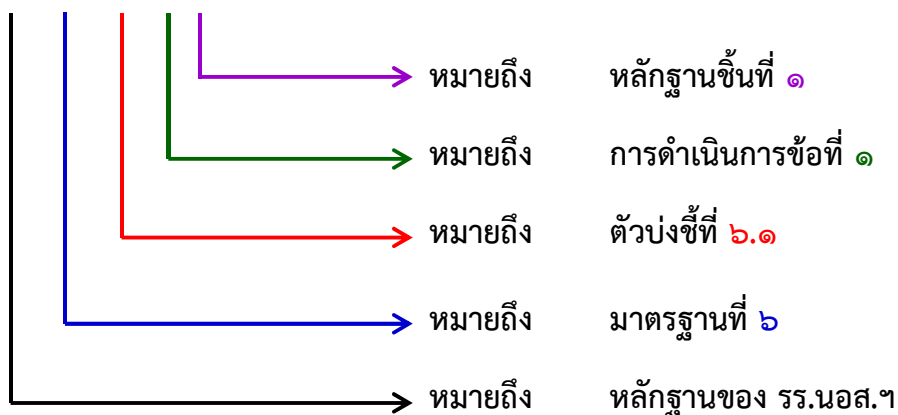 หมายถึง หลักฐานชิ้นที่ ๑
หมายถึง การดำเนินการข้อที่ ๑
หมายถึง ตัวบ่งชี้ที่ ๖.๑
หมายถึง มาตรฐานที่ ๖
หมายถึง หลักฐานของ รร.นอส.ฯ